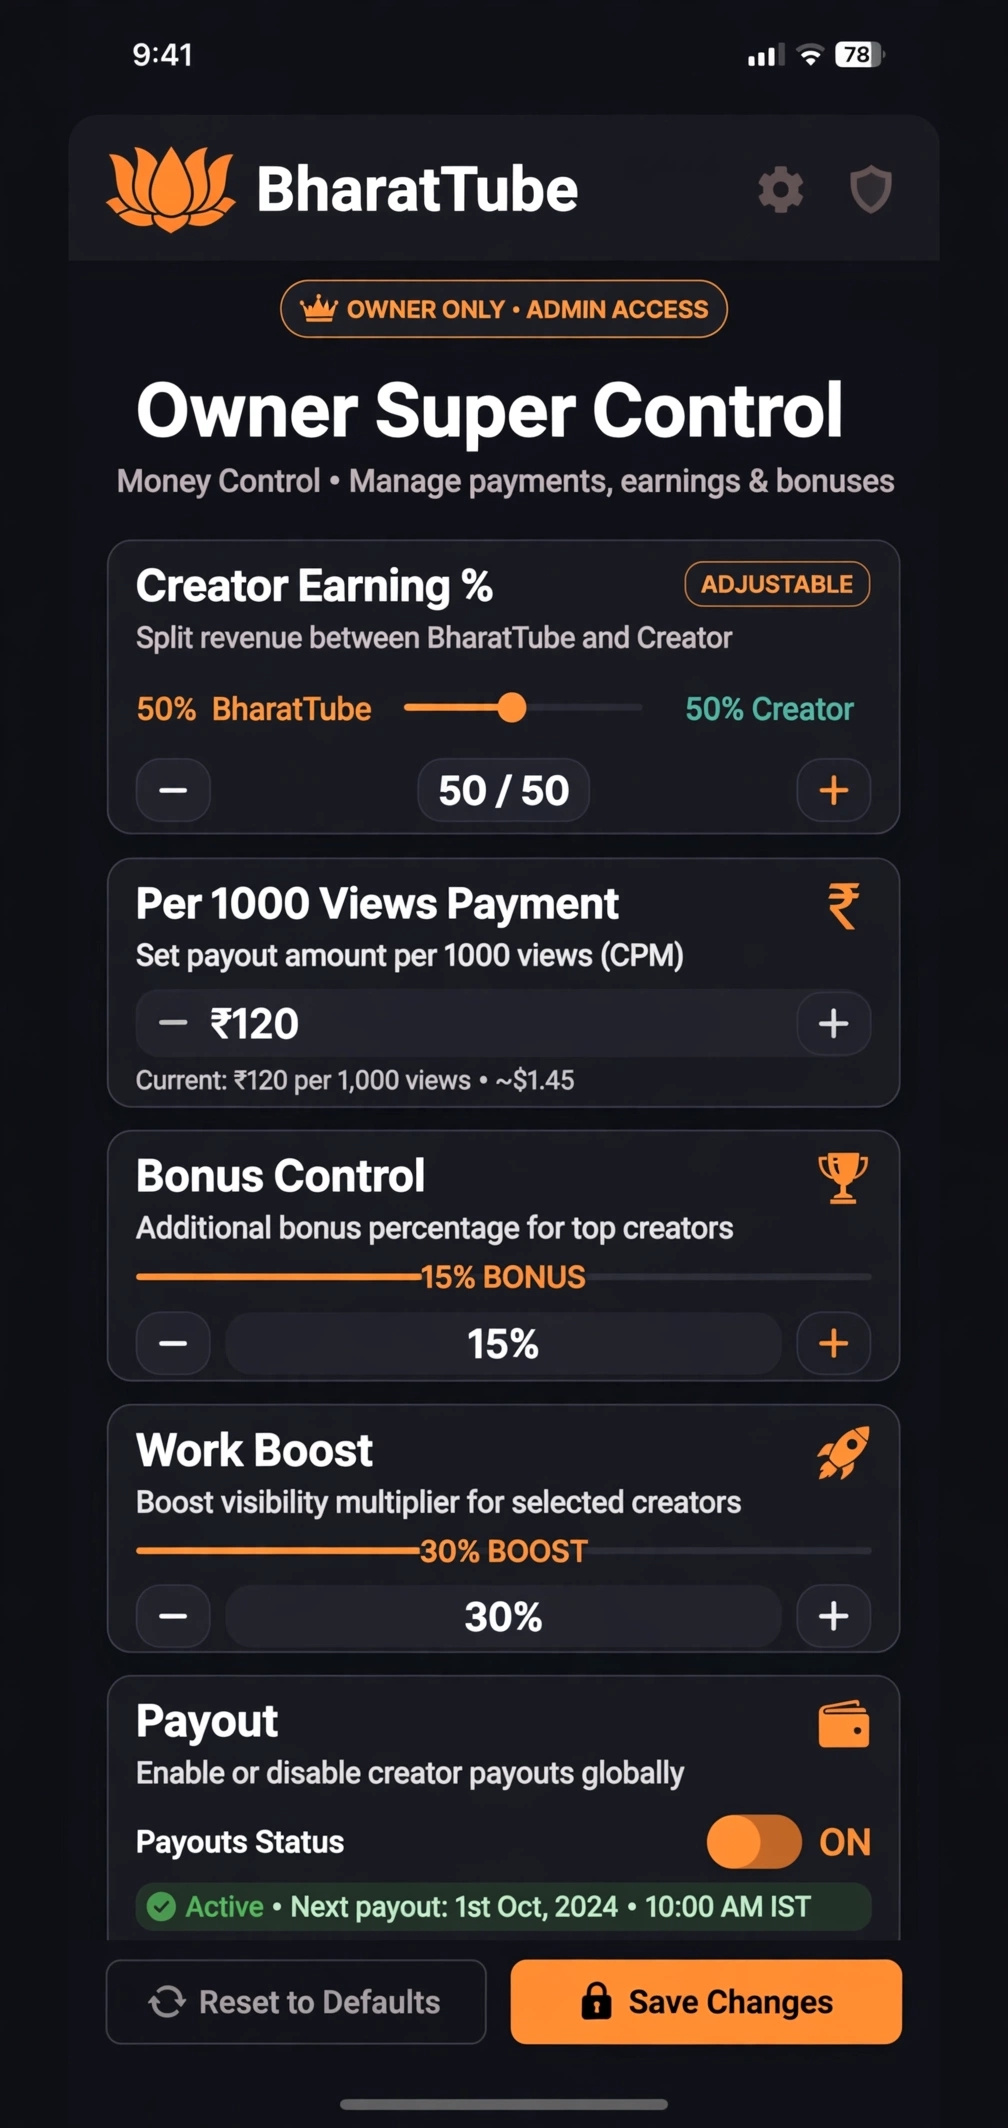 9:41
78
BharatTube
OWNER ONLY • ADMIN ACCESS
Owner Super Control
Money Control • Manage payments, earnings & bonuses
Creator Earning %
ADJUSTABLE
Split revenue between BharatTube and Creator
50% BharatTube
50% Creator
− 50 / 50 +
Per 1000 Views Payment
₹
Set payout amount per 1000 views (CPM)
− ₹120 +
Current: ₹120 per 1,000 views • ~$1.45
Bonus Control
Additional bonus percentage for top creators
15% BONUS
− 15% +
Work Boost
Boost visibility multiplier for selected creators
30% BOOST
− 30% +
Payout
Enable or disable creator payouts globally
Payouts Status
ON
Active • Next payout: 1st Oct, 2024 • 10:00 AM IST
Reset to Defaults
Save Changes